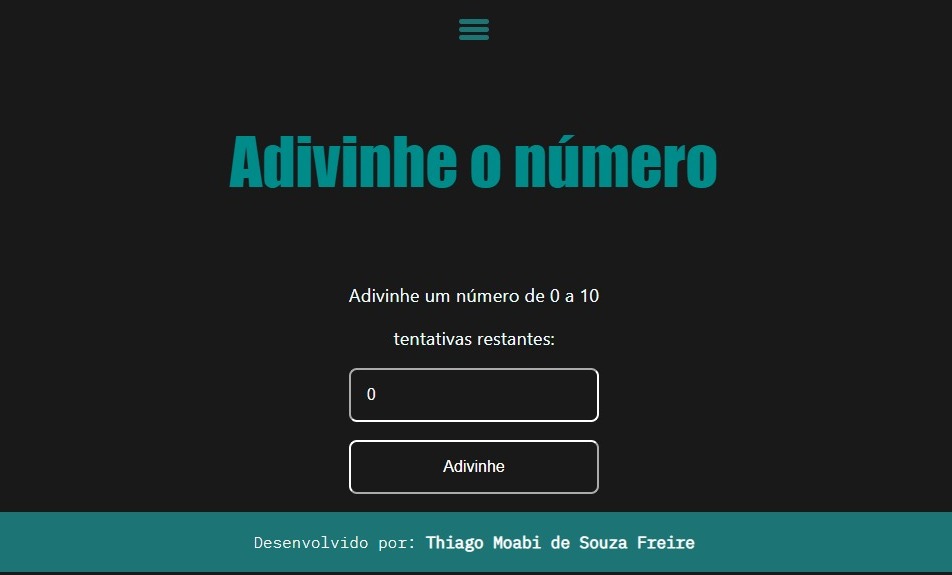 Adivinhe o número
Adivinhe um número de 0 a 10
tentativas restantes:
0
Adivinhe
Desenvolvido por: Thiago Moabi de Souza Freire